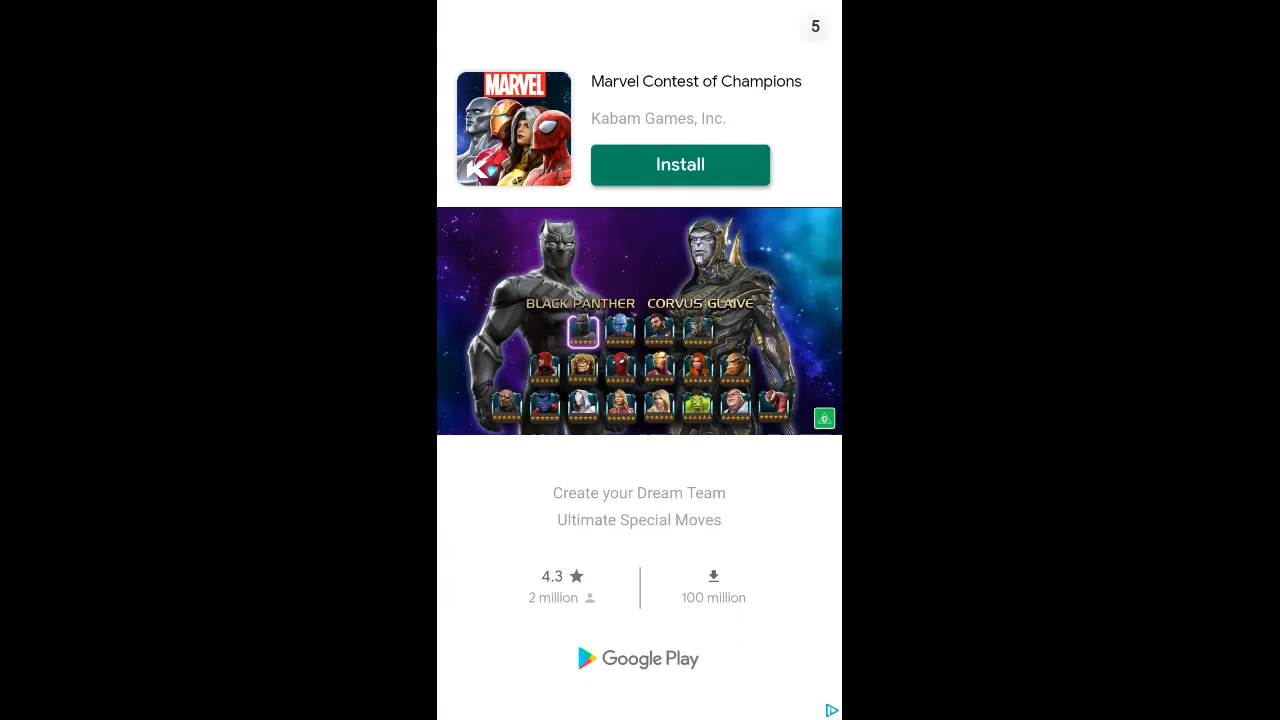 5
MARVEL
Marvel Contest of Champions
Kabam Games, Inc.
K
Install
BLACK PANTHER CORVUS GLAIVE
G
Create your Dream Team
Ultimate Special Moves
4.3
2 million
100 million
Google Play